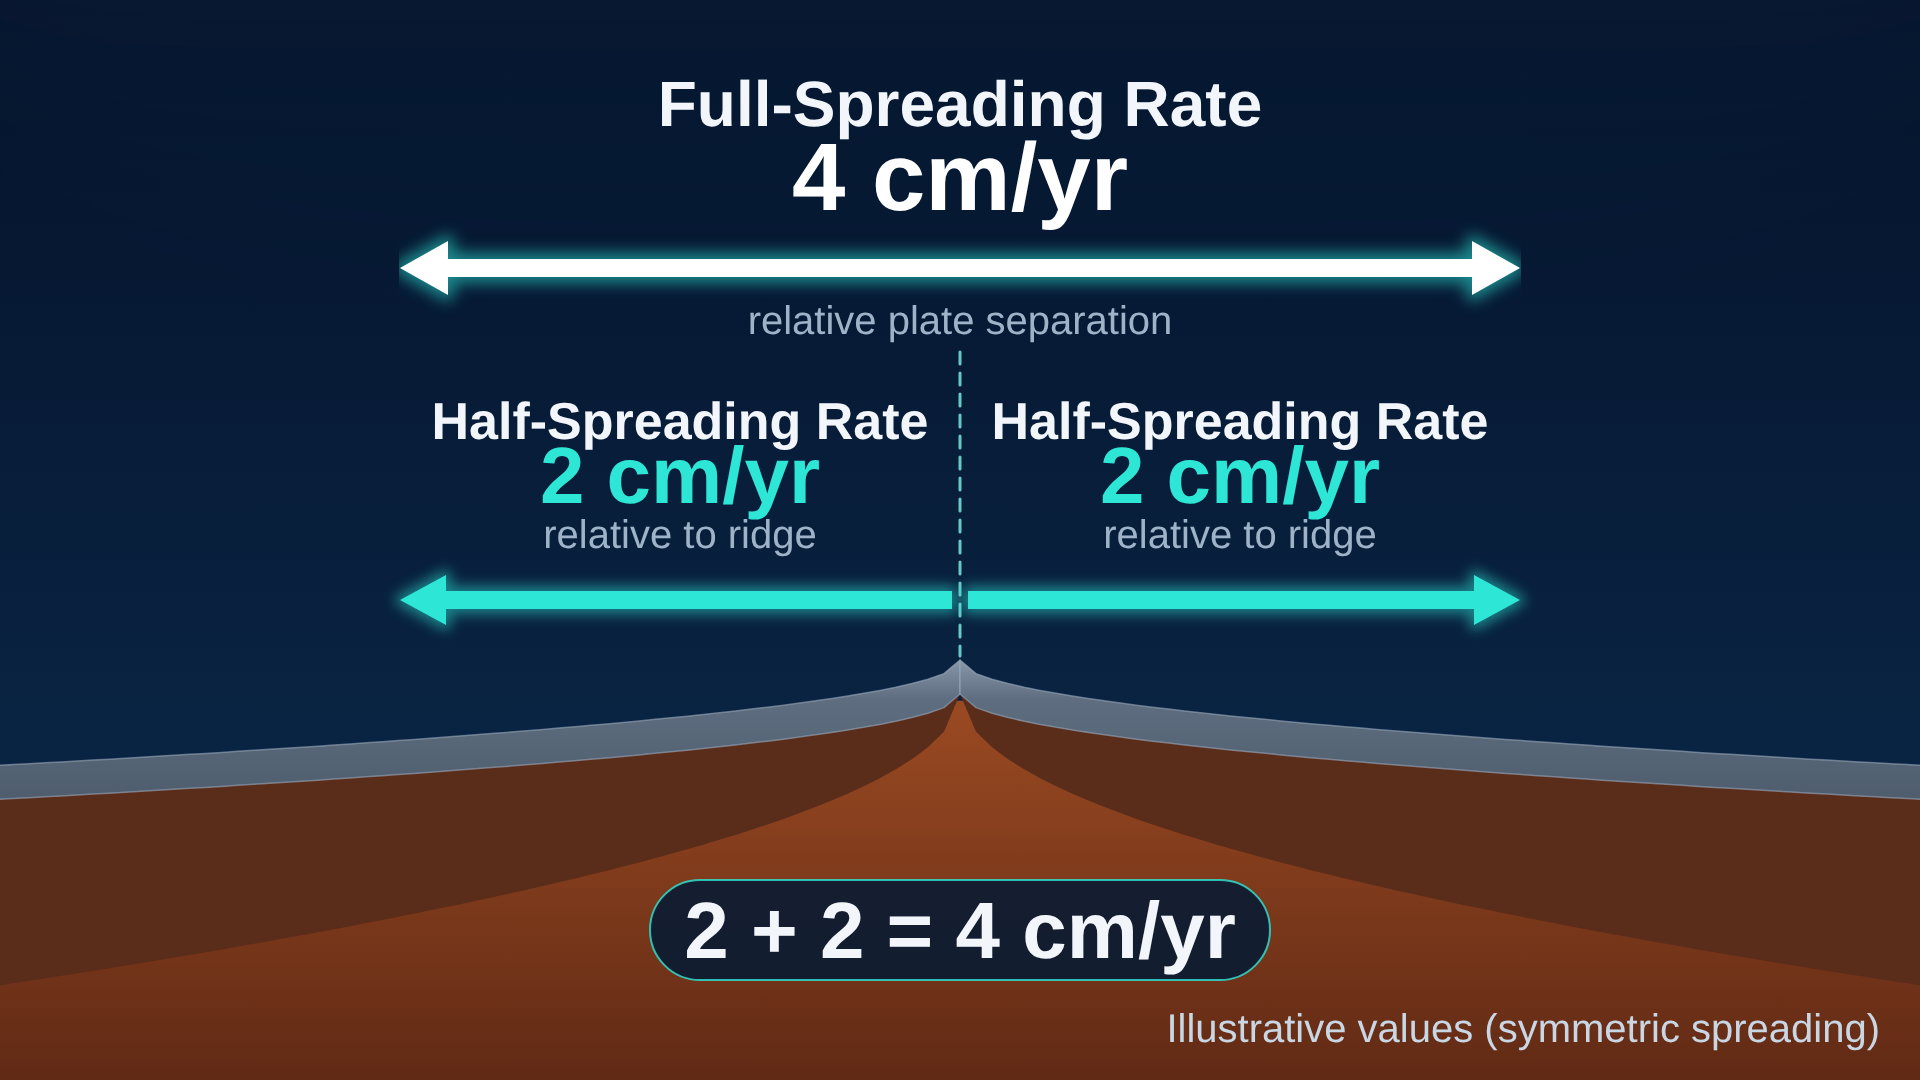 Full-Spreading Rate
4 cm/yr
relative plate separation
Half-Spreading Rate
2 cm/yr
relative to ridge
Half-Spreading Rate
2 cm/yr
relative to ridge
2 + 2 = 4 cm/yr
Illustrative values (symmetric spreading)